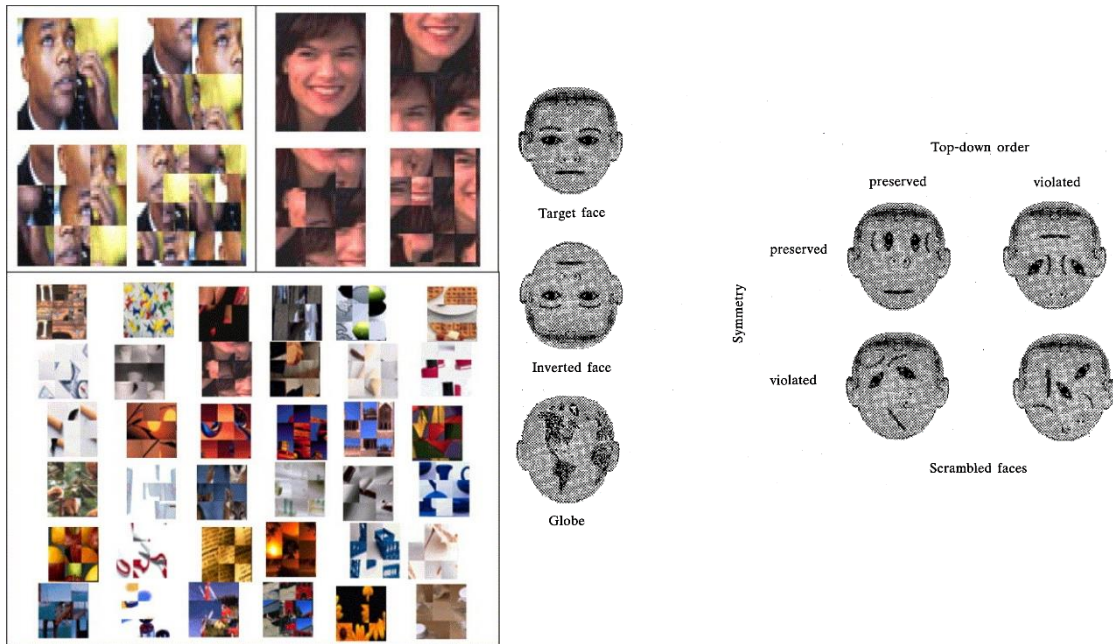 Target face
Inverted face
Globe
Top-down order
preserved
violated
Symmetry
preserved
violated
Scrambled faces